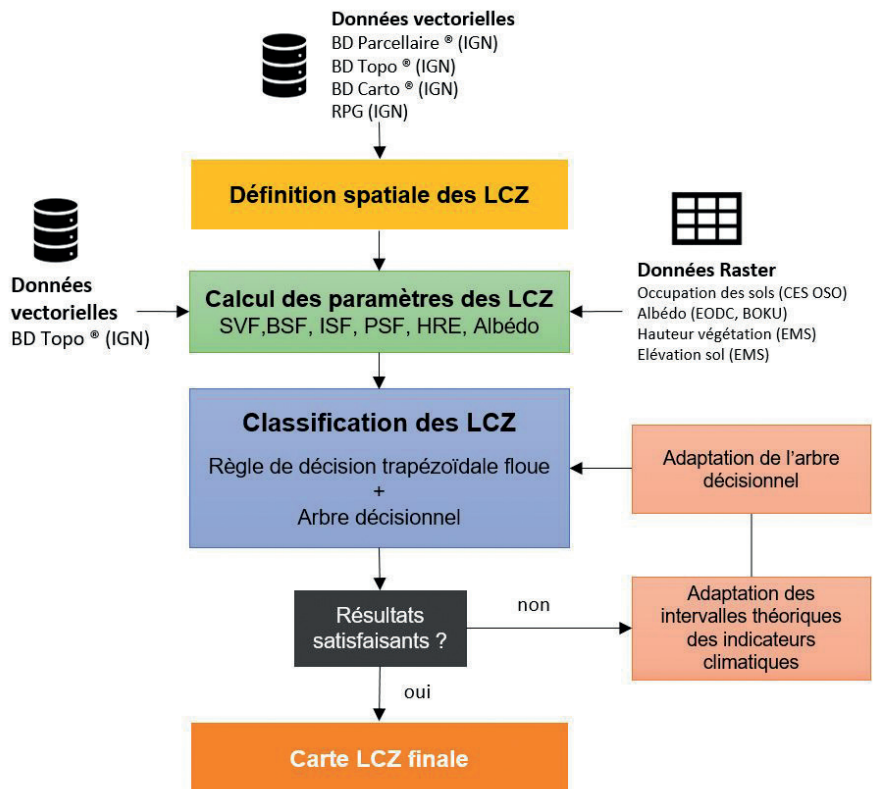 Données vectorielles
BD Parcellaire ® (IGN)
BD Topo ® (IGN)
BD Carto ® (IGN)
RPG (IGN)
Définition spatiale des LCZ
Données
vectorielles
BD Topo ® (IGN)
Calcul des paramètres des LCZ
SVF,BSF, ISF, PSF, HRE, Albédo
Données Raster
Occupation des sols (CES OSO)
Albédo (EODC, BOKU)
Hauteur végétation (EMS)
Elévation sol (EMS)
Classification des LCZ
Règle de décision trapézoïdale floue
+
Arbre décisionnel
Adaptation de l'arbre
décisionnel
Résultats
satisfaisants ?
non
Adaptation des
intervalles théoriques
des indicateurs
climatiques
oui
Carte LCZ finale